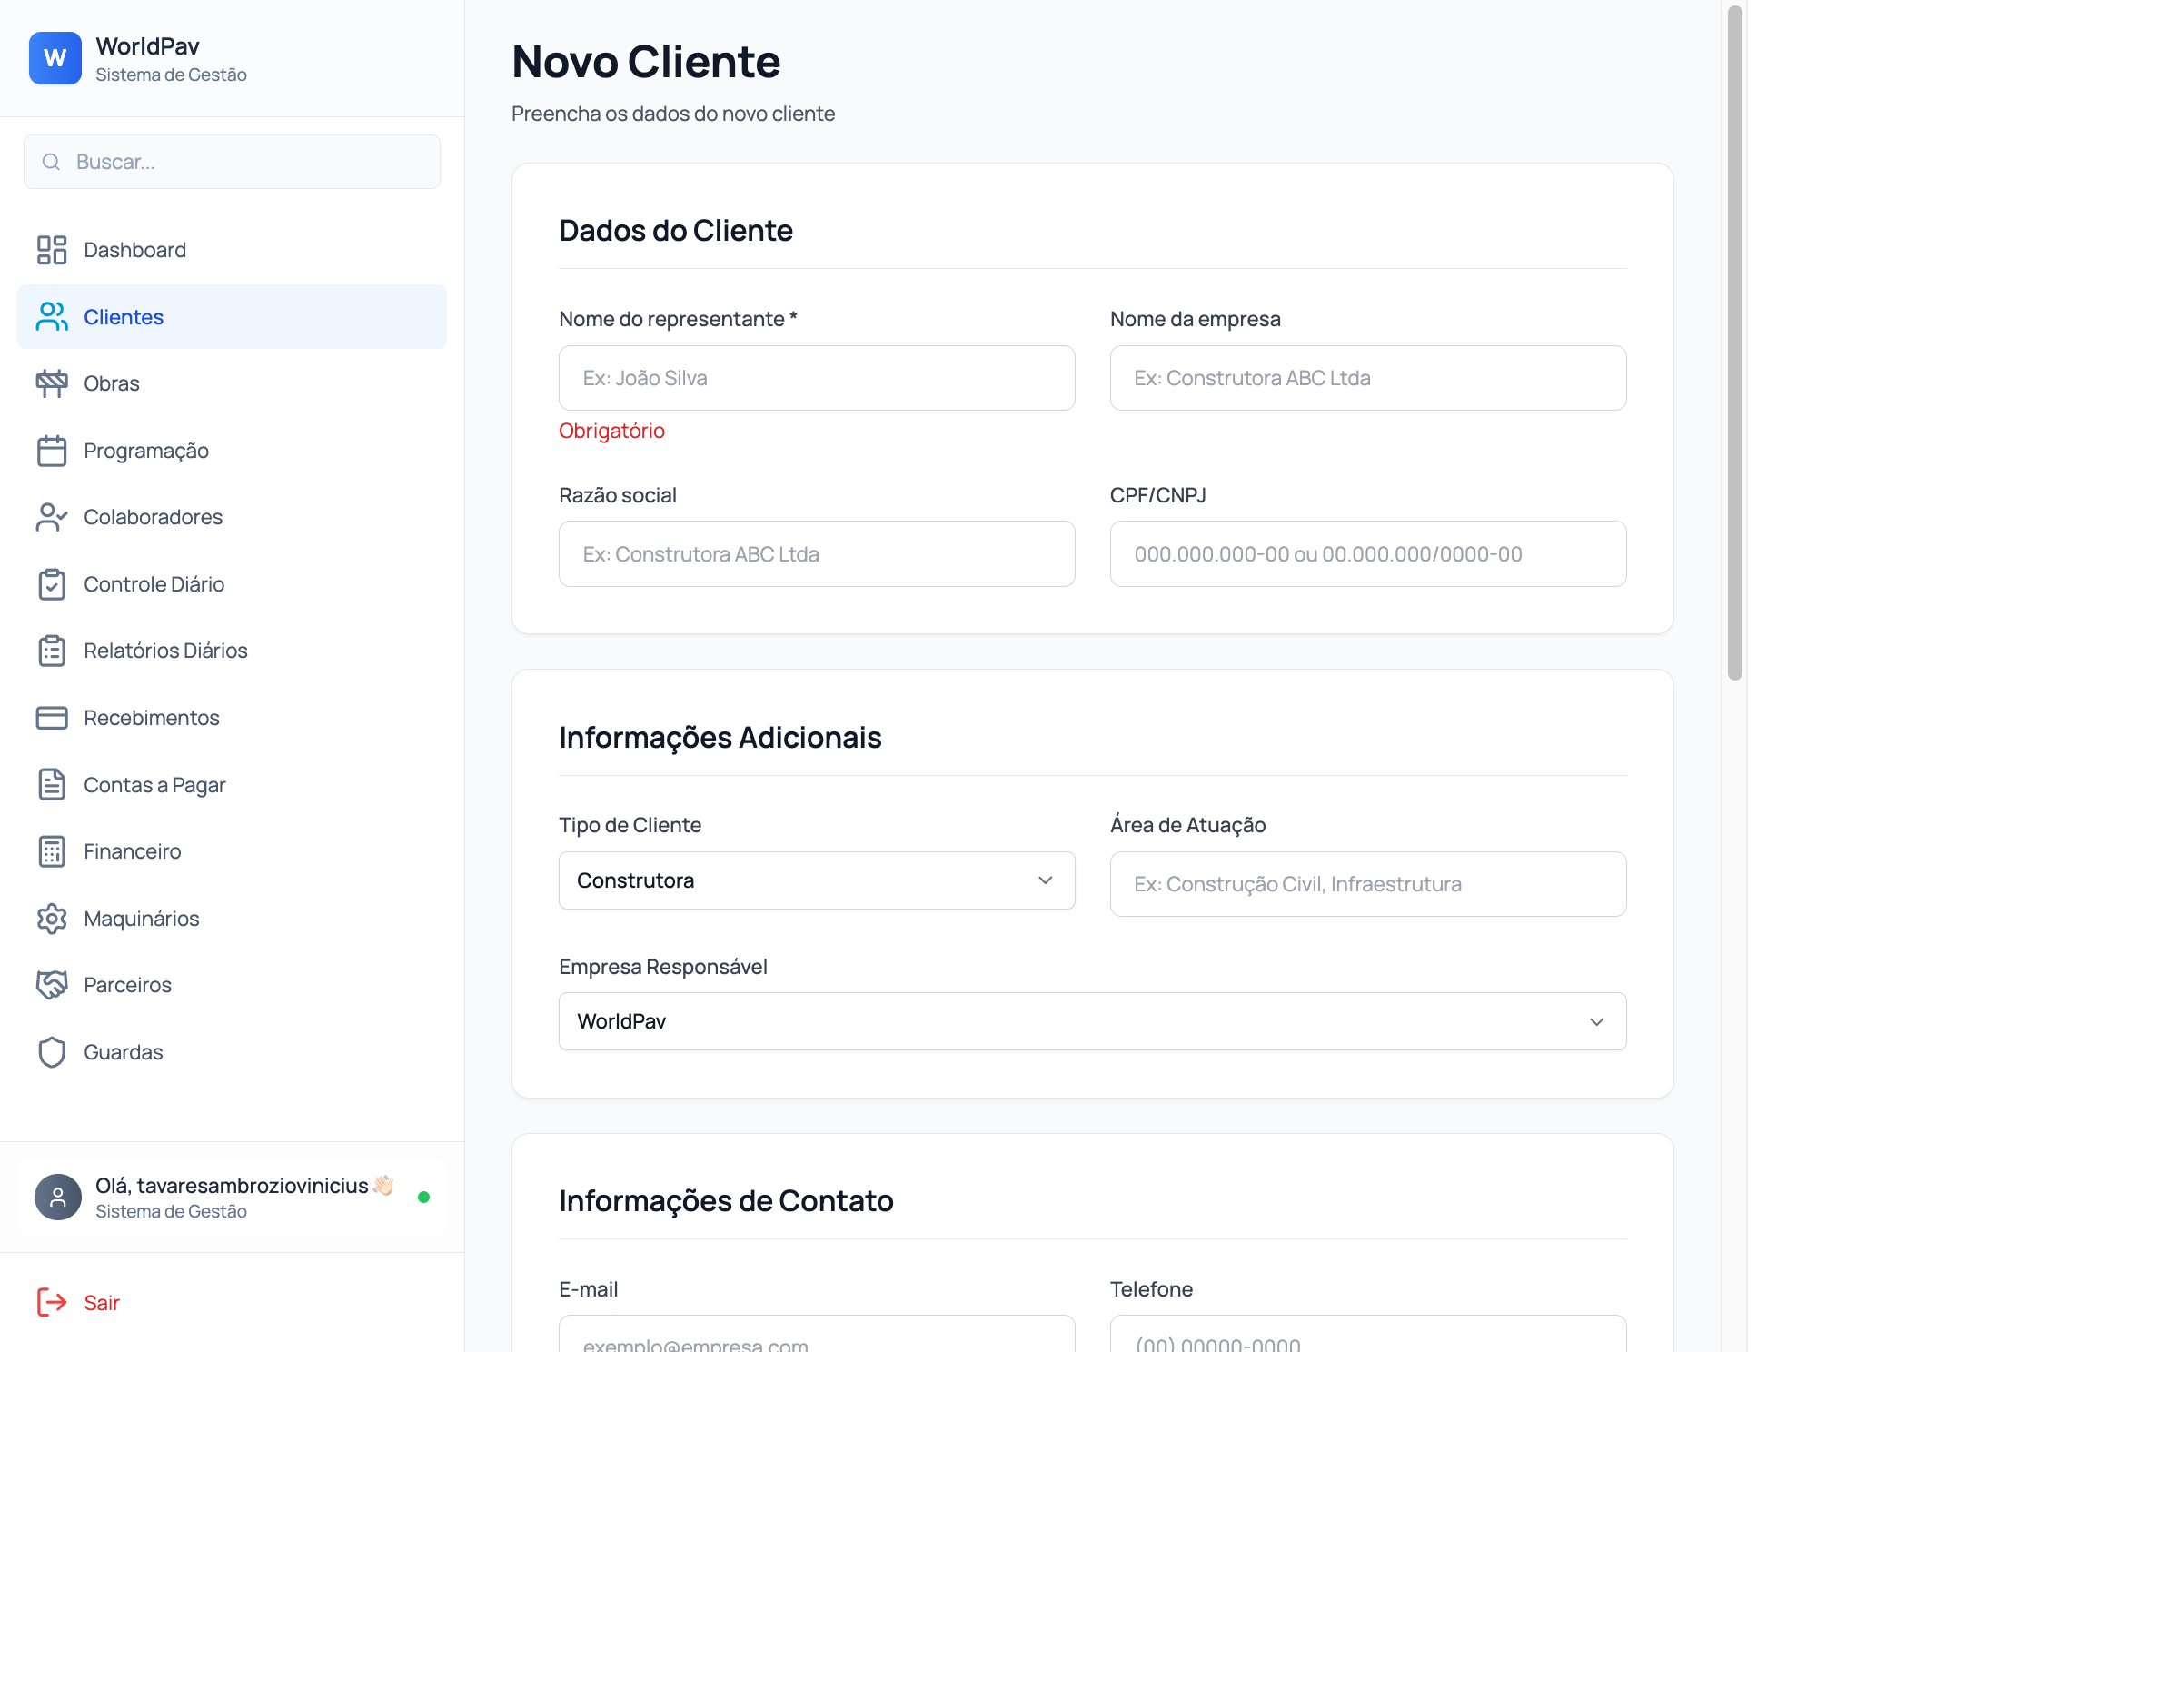 W
WorldPav
Sistema de Gestão
Buscar...
Dashboard
Clientes
Obras
Programação
Colaboradores
Controle Diário
Relatórios Diários
Recebimentos
Contas a Pagar
Financeiro
Maquinários
Parceiros
Guardas
Olá, tavaresambroziovinicius👋🏻
Sistema de Gestão
Sair
Novo Cliente
Preencha os dados do novo cliente
Dados do Cliente
Nome do representante *
Ex: João Silva
Obrigatório
Nome da empresa
Ex: Construtora ABC Ltda
Razão social
Ex: Construtora ABC Ltda
CPF/CNPJ
000.000.000-00 ou 00.000.000/0000-00
Informações Adicionais
Tipo de Cliente
Construtora
Área de Atuação
Ex: Construção Civil, Infraestrutura
Empresa Responsável
WorldPav
Informações de Contato
E-mail
exemplo@empresa.com
Telefone
(00) 00000-0000